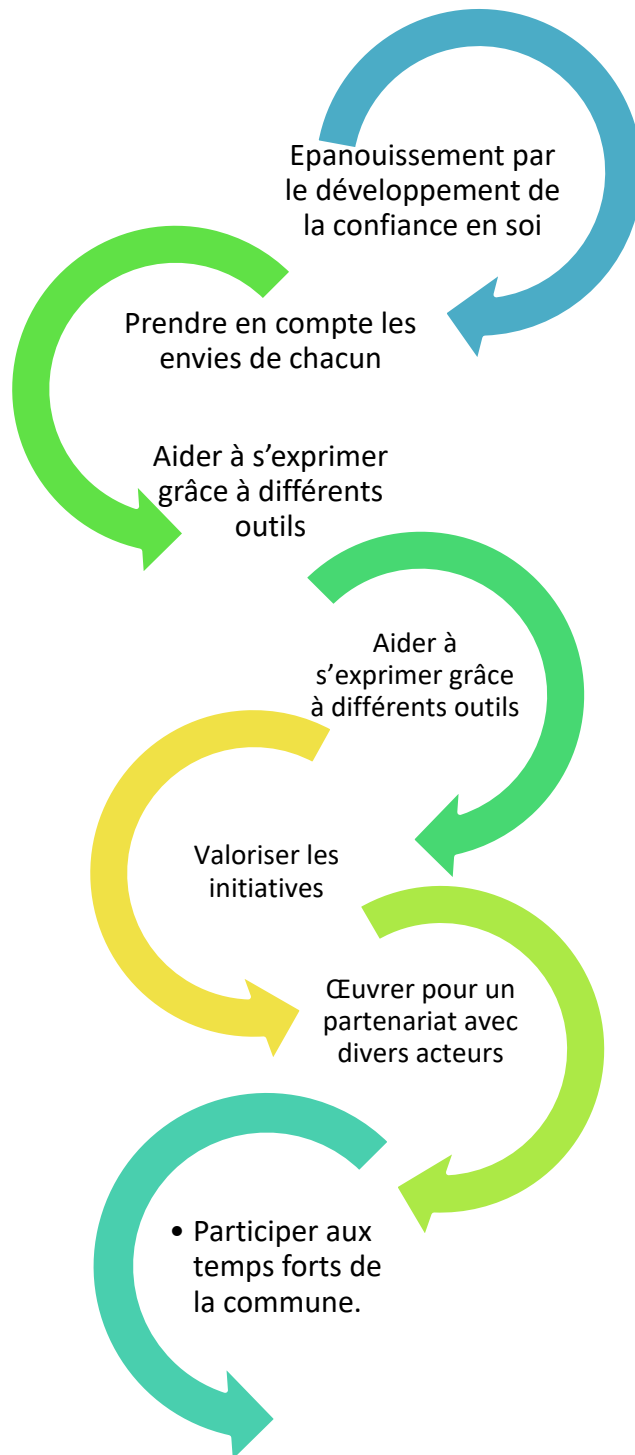 Epanouissement par
le développement de
la confiance en soi
Prendre en compte les
envies de chacun
Aider à s’exprimer
grâce à différents
outils
Aider à
s’exprimer grâce
à différents outils
Valoriser les
initiatives
Œuvrer pour un
partenariat avec
divers acteurs
• Participer aux
temps forts de
la commune.